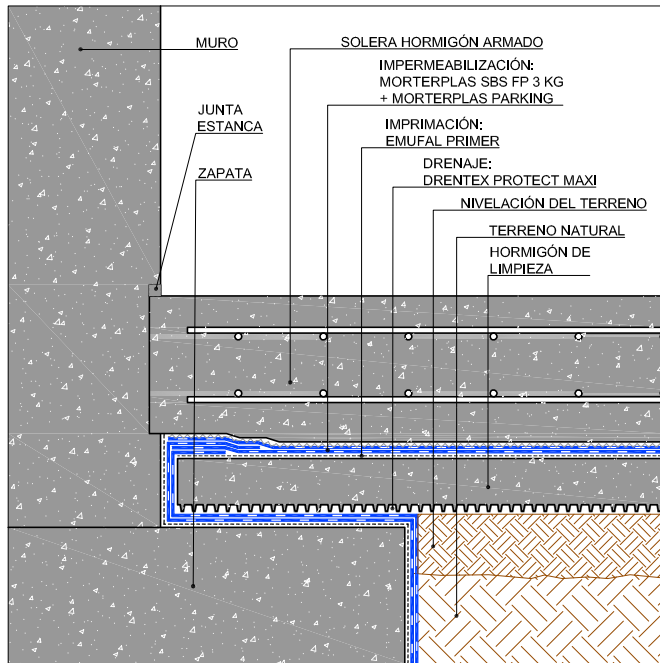 MURO
SOLERA HORMIGÓN ARMADO
IMPERMEABILIZACIÓN:
MORTERPLAS SBS FP 3 KG
+ MORTERPLAS PARKING
JUNTA
ESTANCA
IMPRIMACIÓN:
EMUFAL PRIMER
ZAPATA
DRENAJE:
DRENTEX PROTECT MAXI
NIVELACIÓN DEL TERRENO
TERRENO NATURAL
HORMIGÓN DE
LIMPIEZA